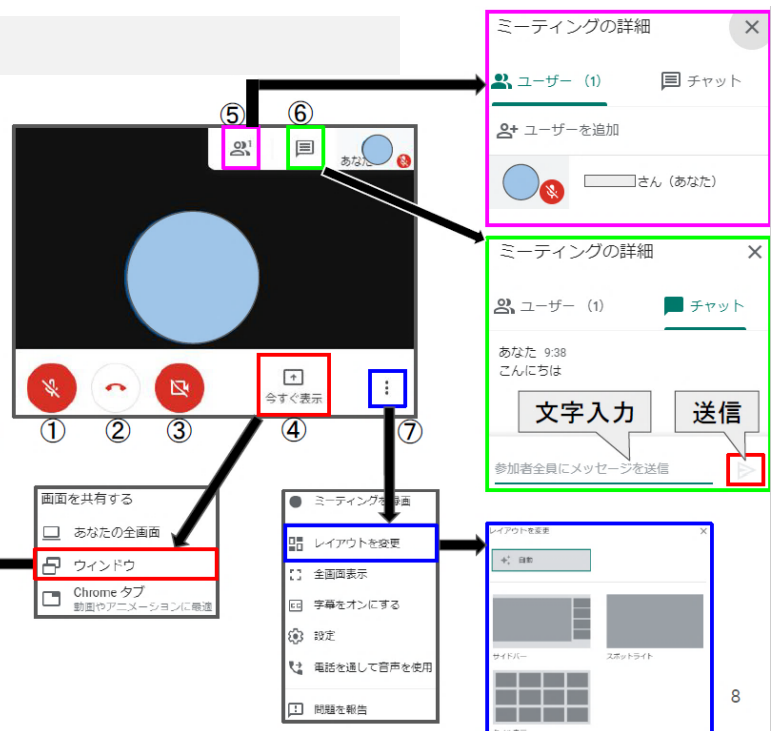 ミーティングの詳細
ユーザー (1)
チャット
ユーザーを追加
さん (あなた)
⑤
⑥
1
あなた
ミーティングの詳細
ユーザー (1)
チャット
あなた 9:38
こんにちは
文字入力
送信
参加者全員にメッセージを送信
今すぐ表示
①
②
③
④
⑦
画面を共有する
あなたの全画面
ウィンドウ
Chrome タブ
動画やアニメーションに最適
ミーティングを録画
レイアウトを変更
全画面表示
CC
字幕をオンにする
設定
電話を通して音声を使用
問題を報告
レイアウトを変更
自動
サイドバー
スポットライト
8